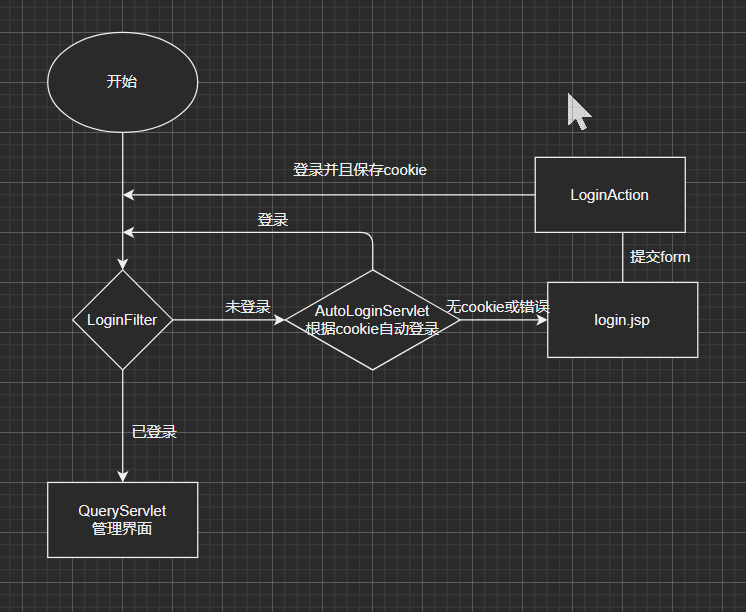 开始
登录并且保存cookie
LoginAction
登录
提交form
未登录
AutoLoginServlet
根据cookie自动登录
无cookie或错误
LoginFilter
login.jsp
已登录
QueryServlet
管理界面